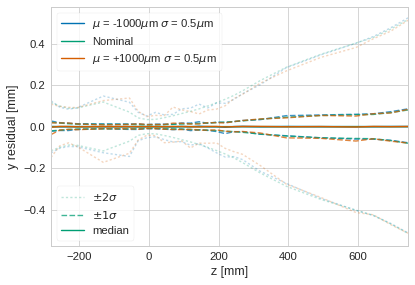 μ = -1000μm σ = 0.5μm
Nominal
μ = +1000μm σ = 0.5μm
0.4
0.2
0.0
−0.2
−0.4
y residual [mm]
±2σ
±1σ
median
−200 0 200 400 600
z [mm]